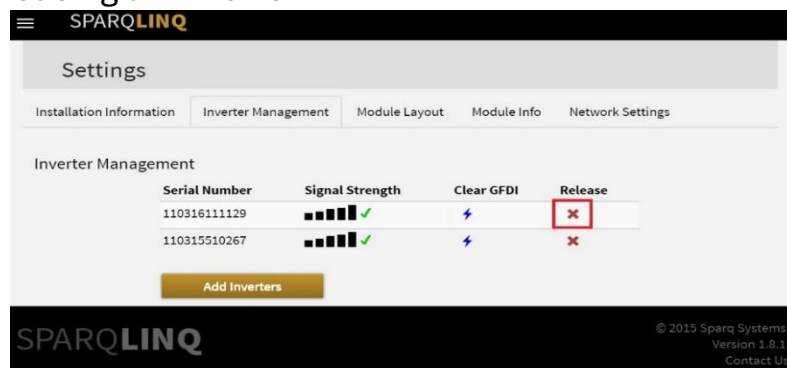 SPARQLINQ
Settings
Installation Information Inverter Management Module Layout Module Info Network Settings
Inverter Management
Serial Number Signal Strength Clear GFDI Release
110316111129
110315510267
Add Inverters
SPARQLINQ
© 2015 Sparq Systems
Version 1.8.1
Contact Us